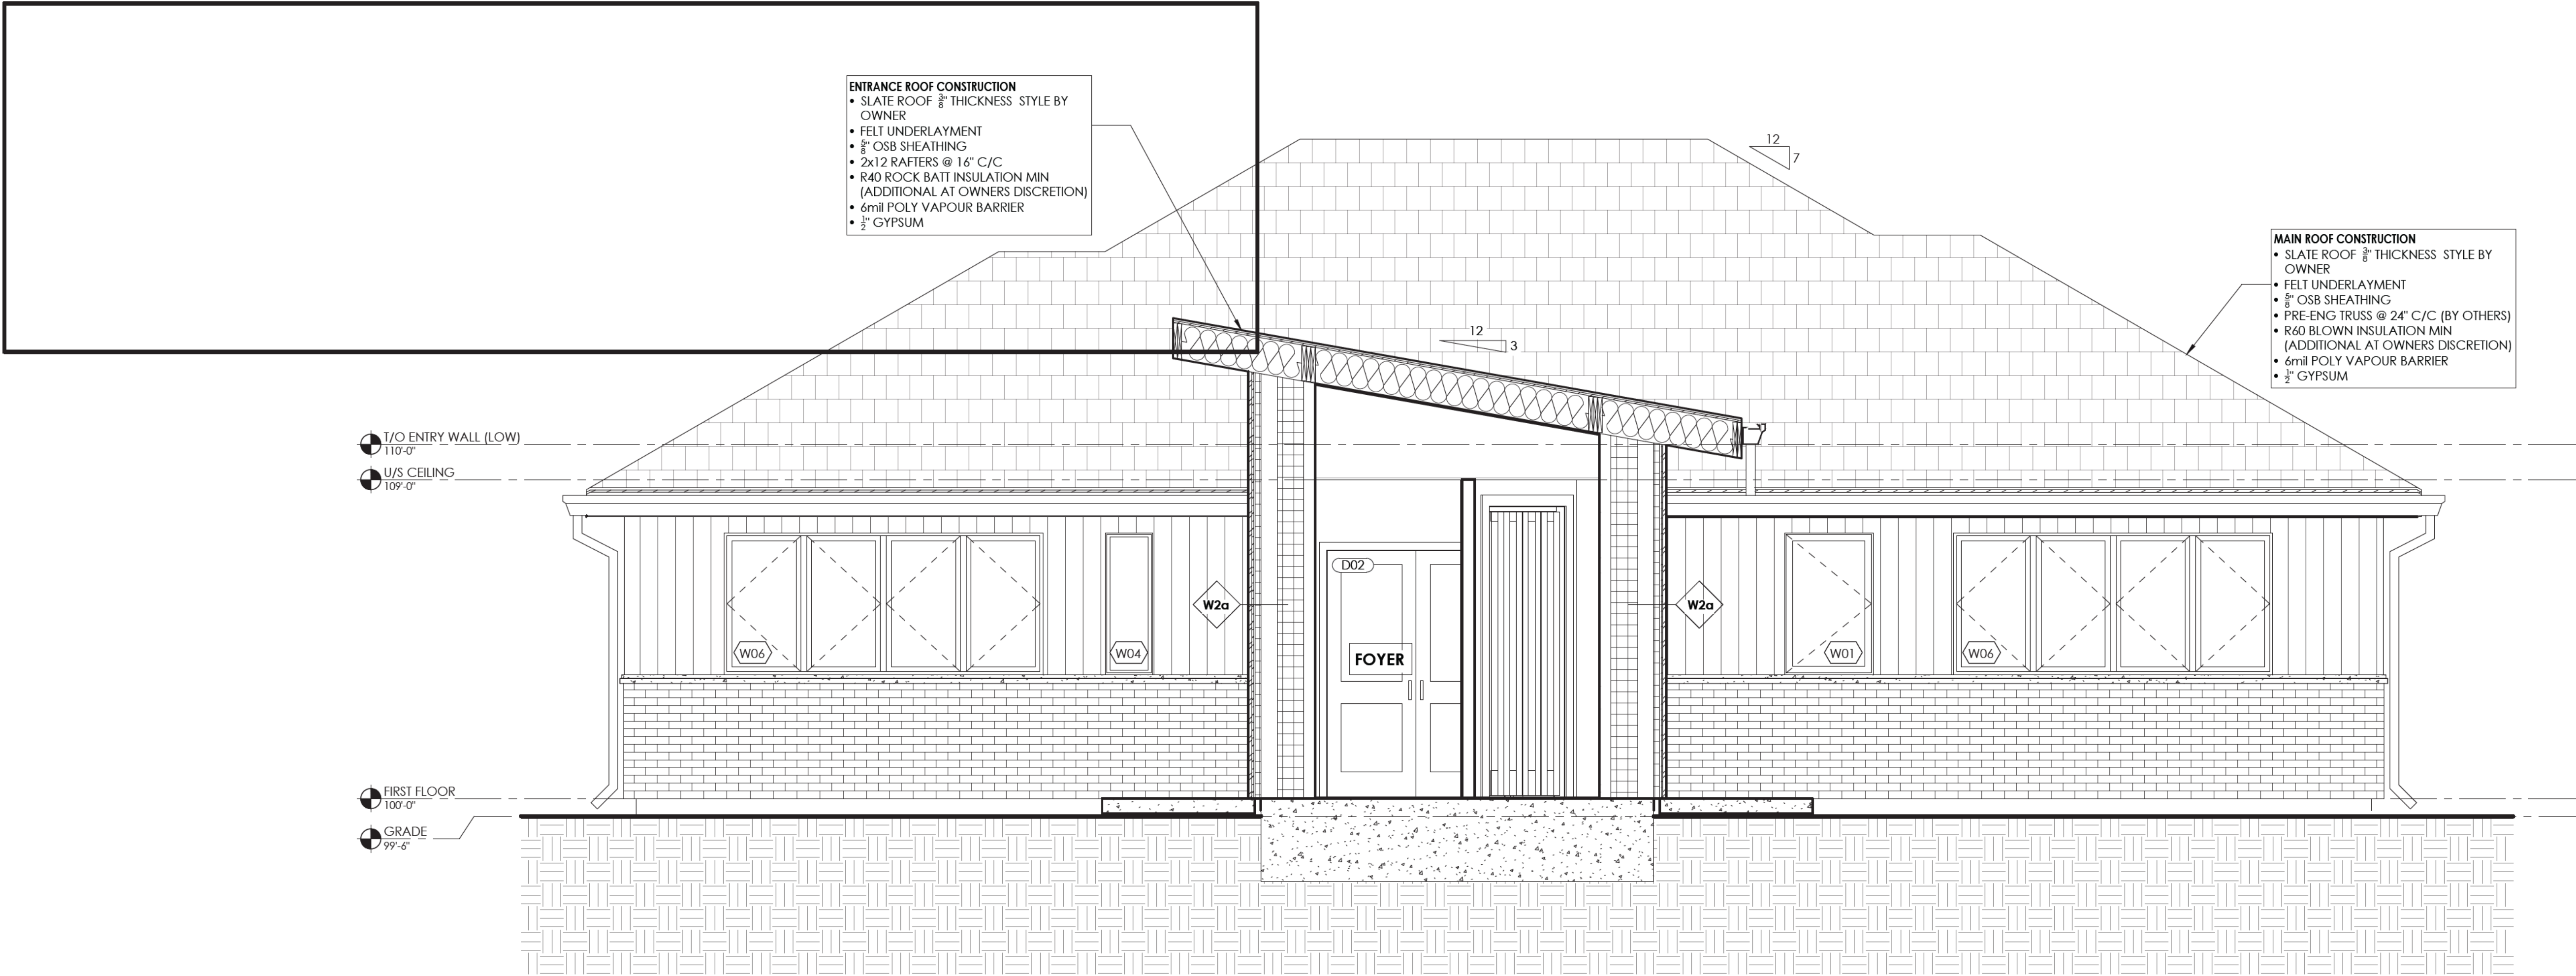 ENTRANCE ROOF CONSTRUCTION
• SLATE ROOF 3/8" THICKNESS STYLE BY
OWNER
• FELT UNDERLAYMENT
• 5/8" OSB SHEATHING
• 2x12 RAFTERS @ 16" C/C
• R40 ROCK BATT INSULATION MIN
(ADDITIONAL AT OWNERS DISCRETION)
• 6mil POLY VAPOUR BARRIER
• 1/2" GYPSUM
12
7
MAIN ROOF CONSTRUCTION
• SLATE ROOF 3/8" THICKNESS STYLE BY
OWNER
• FELT UNDERLAYMENT
• 5/8" OSB SHEATHING
• PRE-ENG TRUSS @ 24" C/C (BY OTHERS)
• R60 BLOWN INSULATION MIN
(ADDITIONAL AT OWNERS DISCRETION)
• 6mil POLY VAPOUR BARRIER
• 1/2" GYPSUM
12
3
T/O ENTRY WALL (LOW)
110'-0"
U/S CEILING
109'-0"
D02
W2a
W2a
W06
W04
FOYER
W01
W06
FIRST FLOOR
100'-0"
GRADE
99'-6"